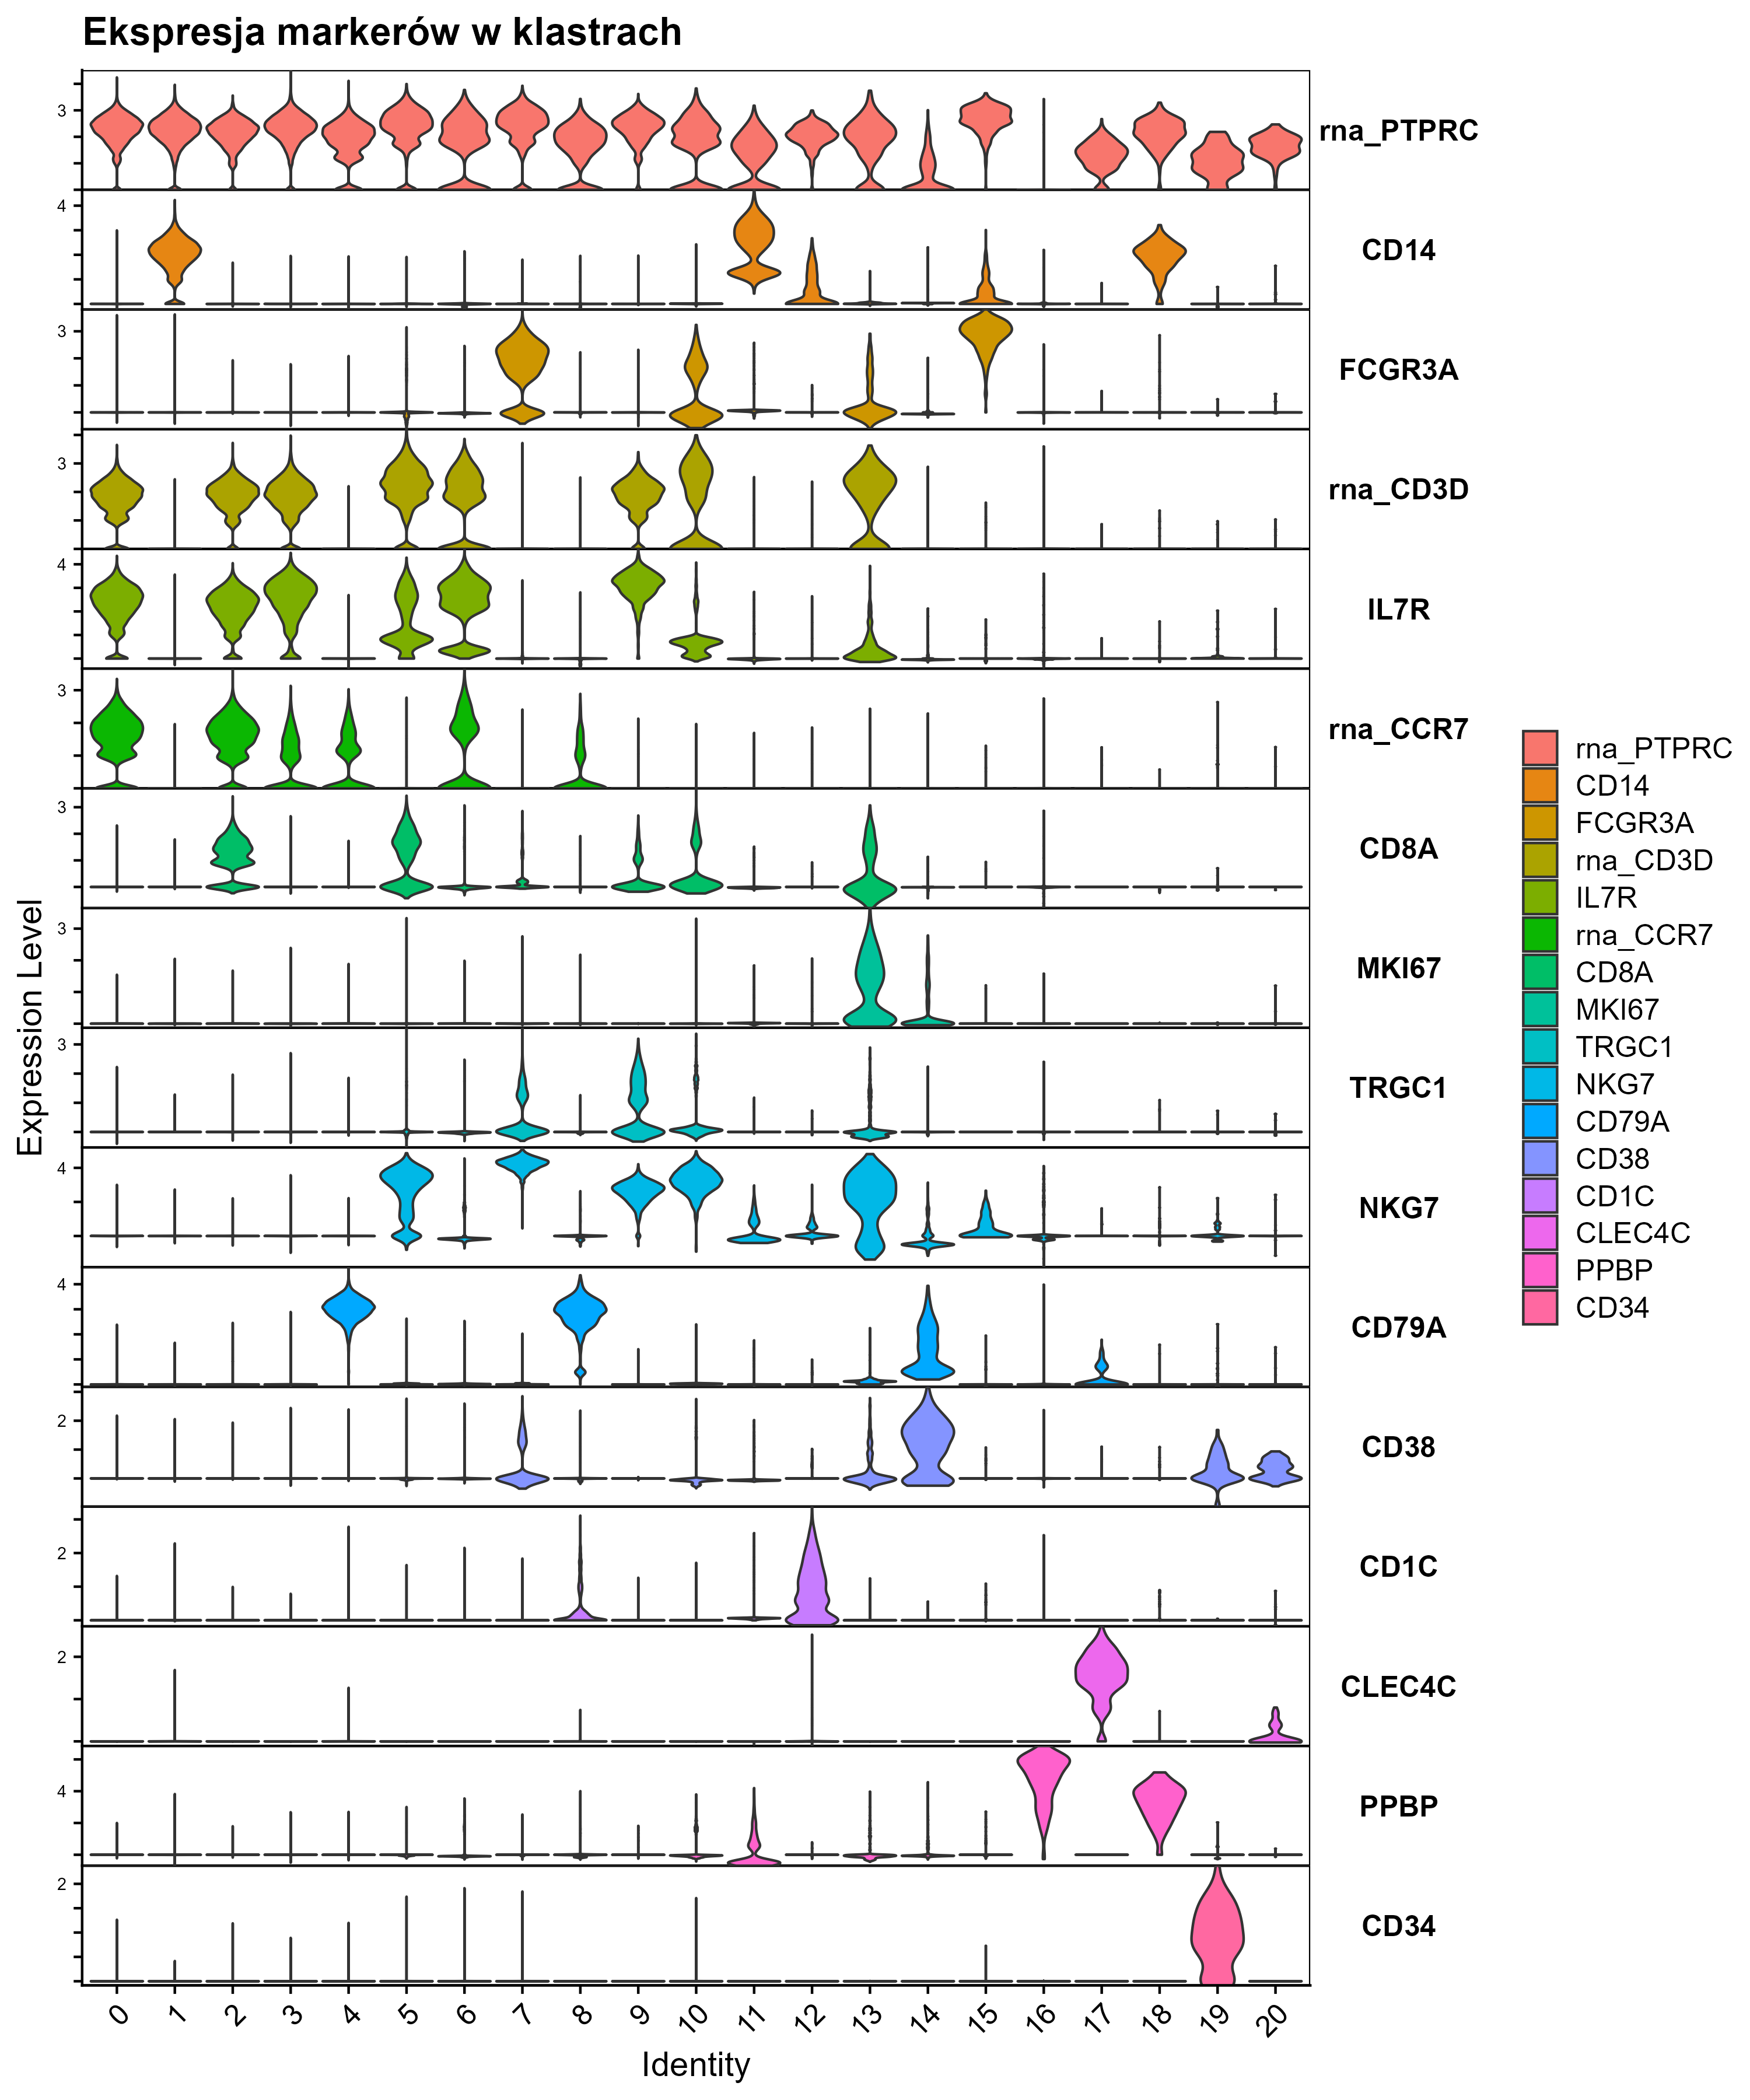 Ekspresja markerów w klastrach
Expression Level
3
rna_PTPRC
4
CD14
3
FCGR3A
3
rna_CD3D
4
IL7R
3
rna_CCR7
3
CD8A
3
MKI67
3
TRGC1
4
NKG7
4
CD79A
2
CD38
2
CD1C
2
CLEC4C
4
PPBP
2
CD34
0 1 2 3 4 5 6 7 8 9 10 11 12 13 14 15 16 17 18 19 20
Identity
rna_PTPRC
CD14
FCGR3A
rna_CD3D
IL7R
rna_CCR7
CD8A
MKI67
TRGC1
NKG7
CD79A
CD38
CD1C
CLEC4C
PPBP
CD34